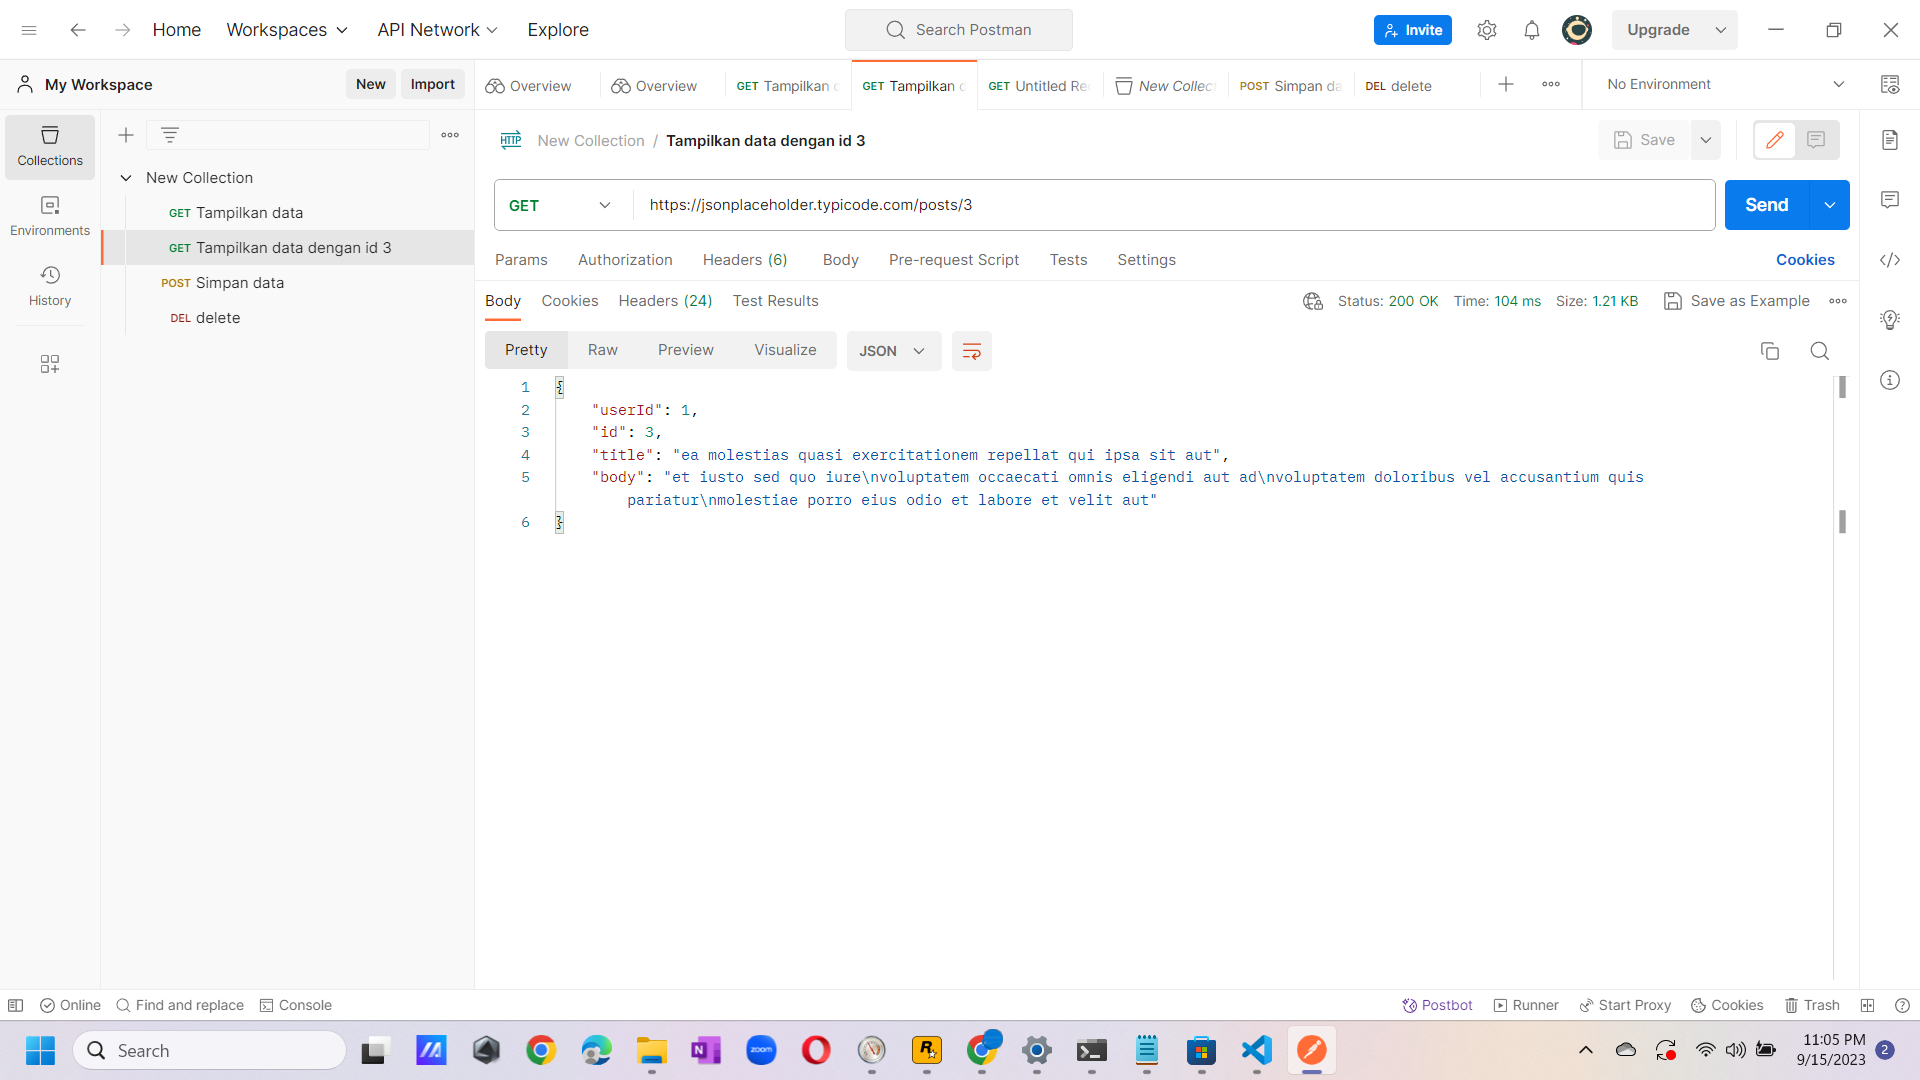 Home
Workspaces
API Network
Explore
Search Postman
Invite
Upgrade
My Workspace
New
Import
Overview
Overview
GET Tampilkan
GET Tampilkan
GET Untitled Re
New Collec
POST Simpan da
DEL delete
No Environment
Collections
Environments
History
New Collection
GET Tampilkan data
GET Tampilkan data dengan id 3
POST Simpan data
DEL delete
HTTP New Collection / Tampilkan data dengan id 3
Save
GET
https://jsonplaceholder.typicode.com/posts/3
Send
Params
Authorization
Headers (6)
Body
Pre-request Script
Tests
Settings
Cookies
Body
Cookies
Headers (24)
Test Results
Status: 200 OK
Time: 104 ms
Size: 1.21 KB
Save as Example
Pretty
Raw
Preview
Visualize
JSON
1 {
2 "userId": 1,
3 "id": 3,
4 "title": "ea molestias quasi exercitationem repellat qui ipsa sit aut",
5 "body": "et iusto sed quo iure\nvoluptatem occaecati omnis eligendi aut ad\nvoluptatem doloribus vel accusantium quis
pariatur\nmolestiae porro eius odio et labore et velit aut"
6 }
Online
Find and replace
Console
Postbot
Runner
Start Proxy
Cookies
Trash
Search
zoom
11:05 PM
9/15/2023
2